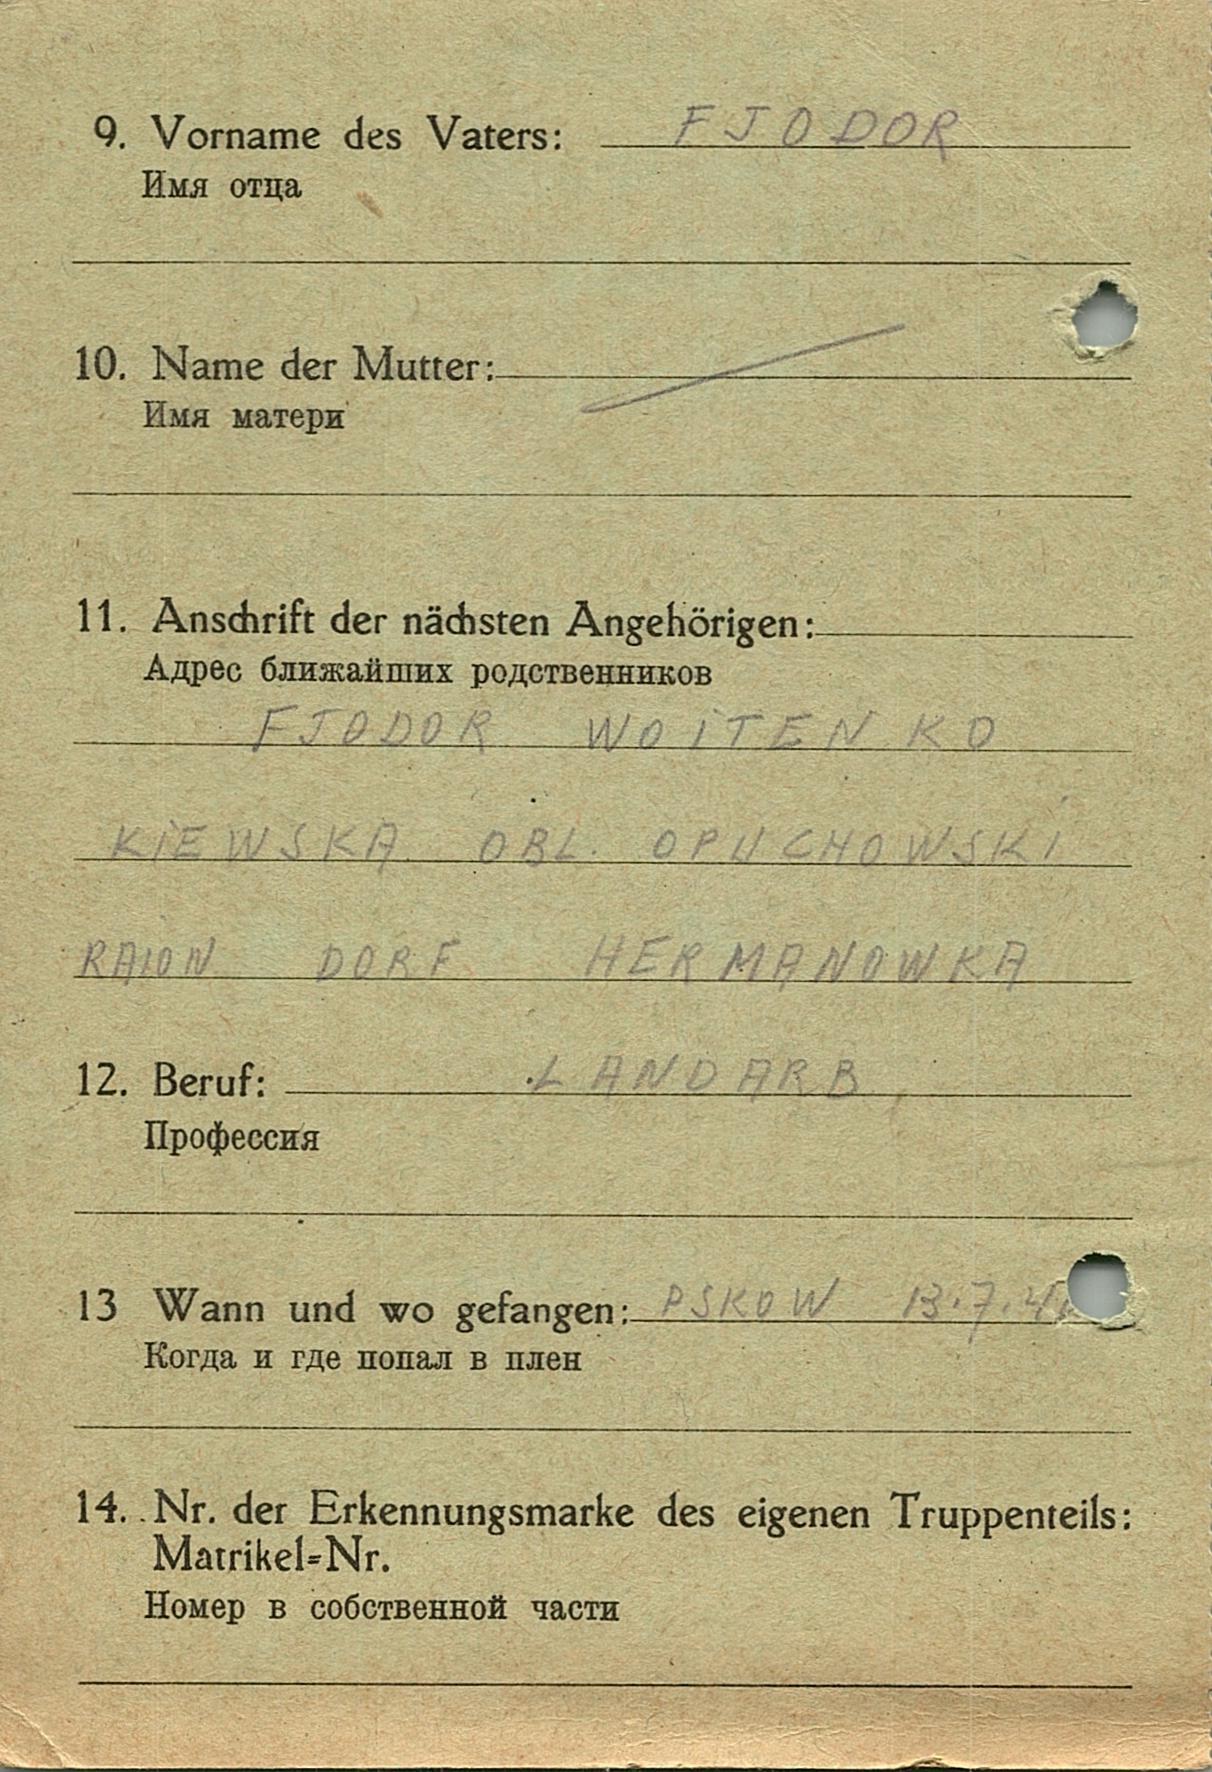 9. Vorname des Vaters: FJODOR
Имя отца
10. Name der Mutter:
Имя матери
11. Anschrift der nächsten Angehörigen:
Адрес ближайших родственников
FJODOR WOITENKO
KIEWSKA OBL. OPUCHOWSKI
RAION DORF HERMANOWKA
12. Beruf: LANDARB
Профессия
13 Wann und wo gefangen: PSKOW 13.7.41
Когда и где попал в плен
14. Nr. der Erkennungsmarke des eigenen Truppenteils:
Matrikel=Nr.
Номер в собственной части